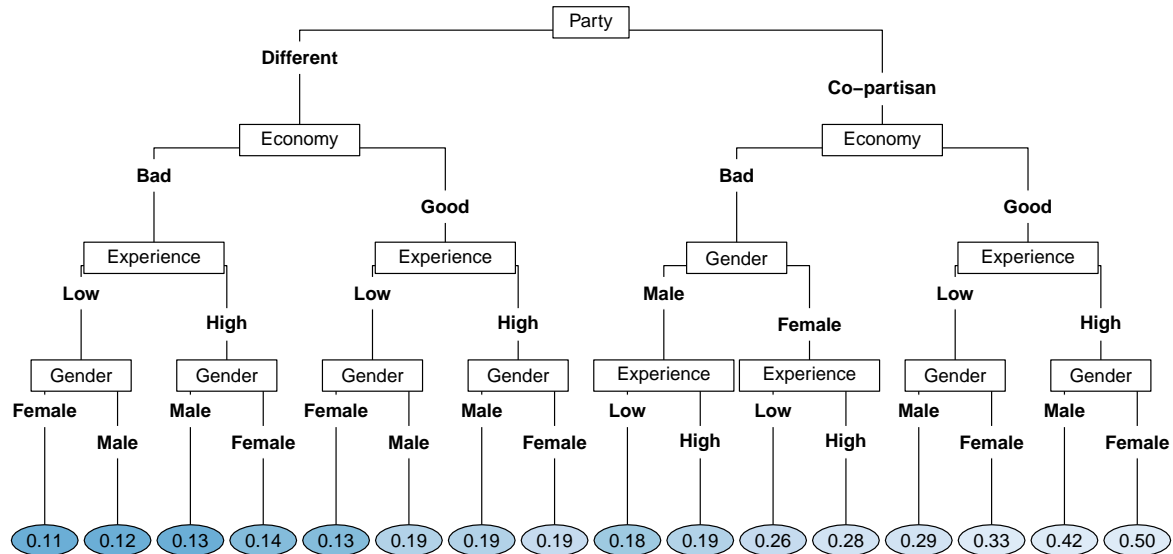 Party
Different
Co−partisan
Economy Economy
Bad Bad
Good Good
Experience Experience Gender Experience
Low Low Male Low
High High Female High
Gender Gender Gender Gender Experience Experience Gender Gender
Female Male Female Male Low Low Male Male
Male Female Male Female High High Female Female
0.11 0.12 0.13 0.14 0.13 0.19 0.19 0.19 0.18 0.19 0.26 0.28 0.29 0.33 0.42 0.50